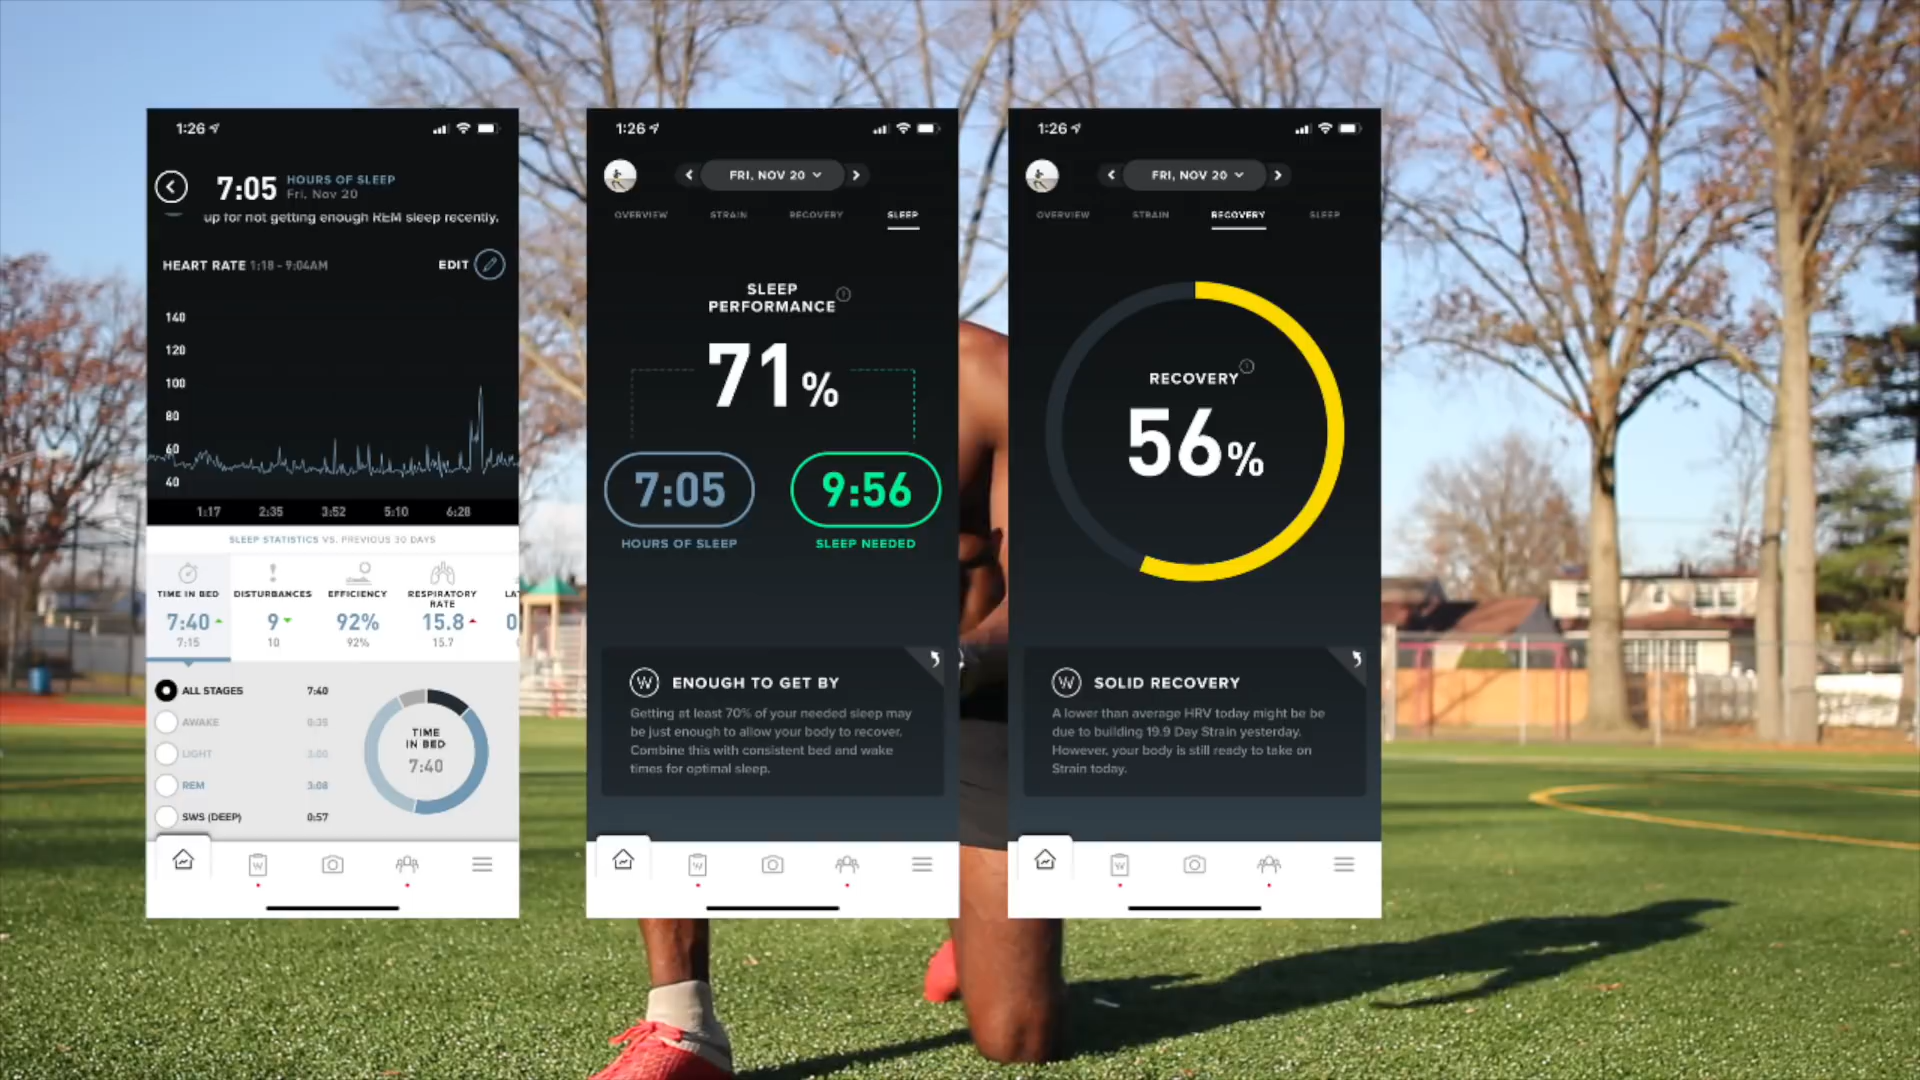 1:26
7:05 HOURS OF SLEEP
Fri, Nov 20
up for not getting enough REM sleep recently.
HEART RATE 1:18 - 9:04AM EDIT
140
120
100
80
60
40
1:17 2:35 3:52 5:10 6:28
SLEEP STATISTICS VS. PREVIOUS 30 DAYS
TIME IN BED DISTURBANCES EFFICIENCY RESPIRATORY RATE LA
7:40 9 92% 15.8 0
7:15 10 92% 15.7
ALL STAGES 7:40
AWAKE 0:35
LIGHT 3:00
REM 3:08
SWS (DEEP) 0:57
TIME
IN BED
7:40
W
1:26
FRI, NOV 20
OVERVIEW STRAIN RECOVERY SLEEP
SLEEP
PERFORMANCE
71%
7:05 9:56
HOURS OF SLEEP SLEEP NEEDED
W ENOUGH TO GET BY
Getting at least 70% of your needed sleep may
be just enough to allow your body to recover.
Combine this with consistent bed and wake
times for optimal sleep.
W
1:26
FRI, NOV 20
OVERVIEW STRAIN RECOVERY SLEEP
RECOVERY
56%
W SOLID RECOVERY
A lower than average HRV today might be be
due to building 19.9 Day Strain yesterday.
However, your body is still ready to take on
Strain today.
W